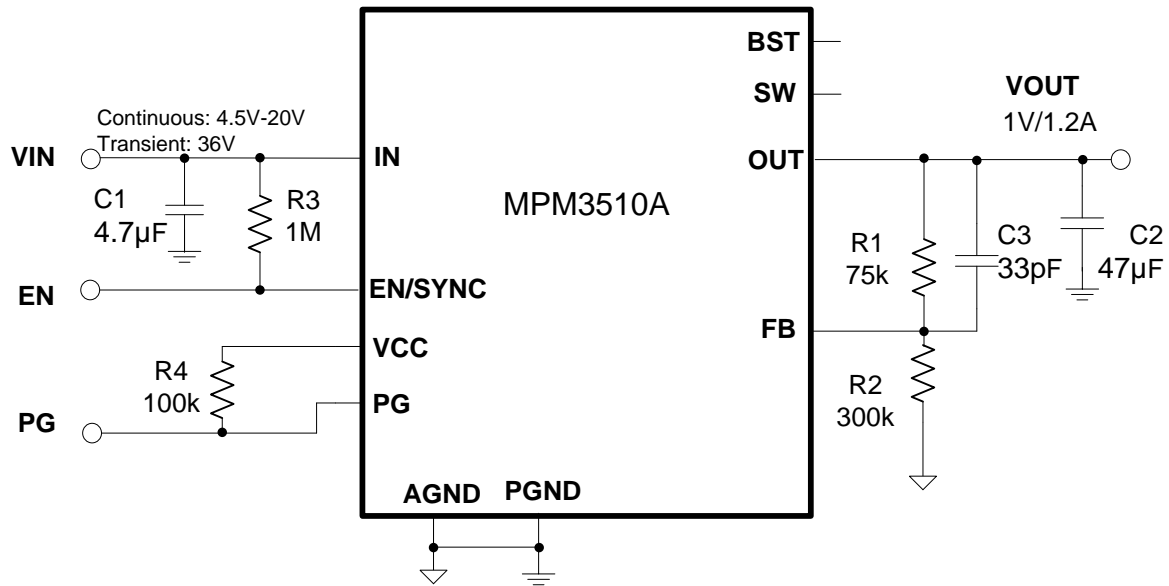 BST
SW
VOUT
1V/1.2A
Continuous: 4.5V-20V
Transient: 36V
VIN
IN
OUT
C1
4.7µF
R3
1M
MPM3510A
R1
75k
C3
33pF
C2
47µF
EN
EN/SYNC
FB
VCC
R4
100k
R2
300k
PG
PG
AGND
PGND